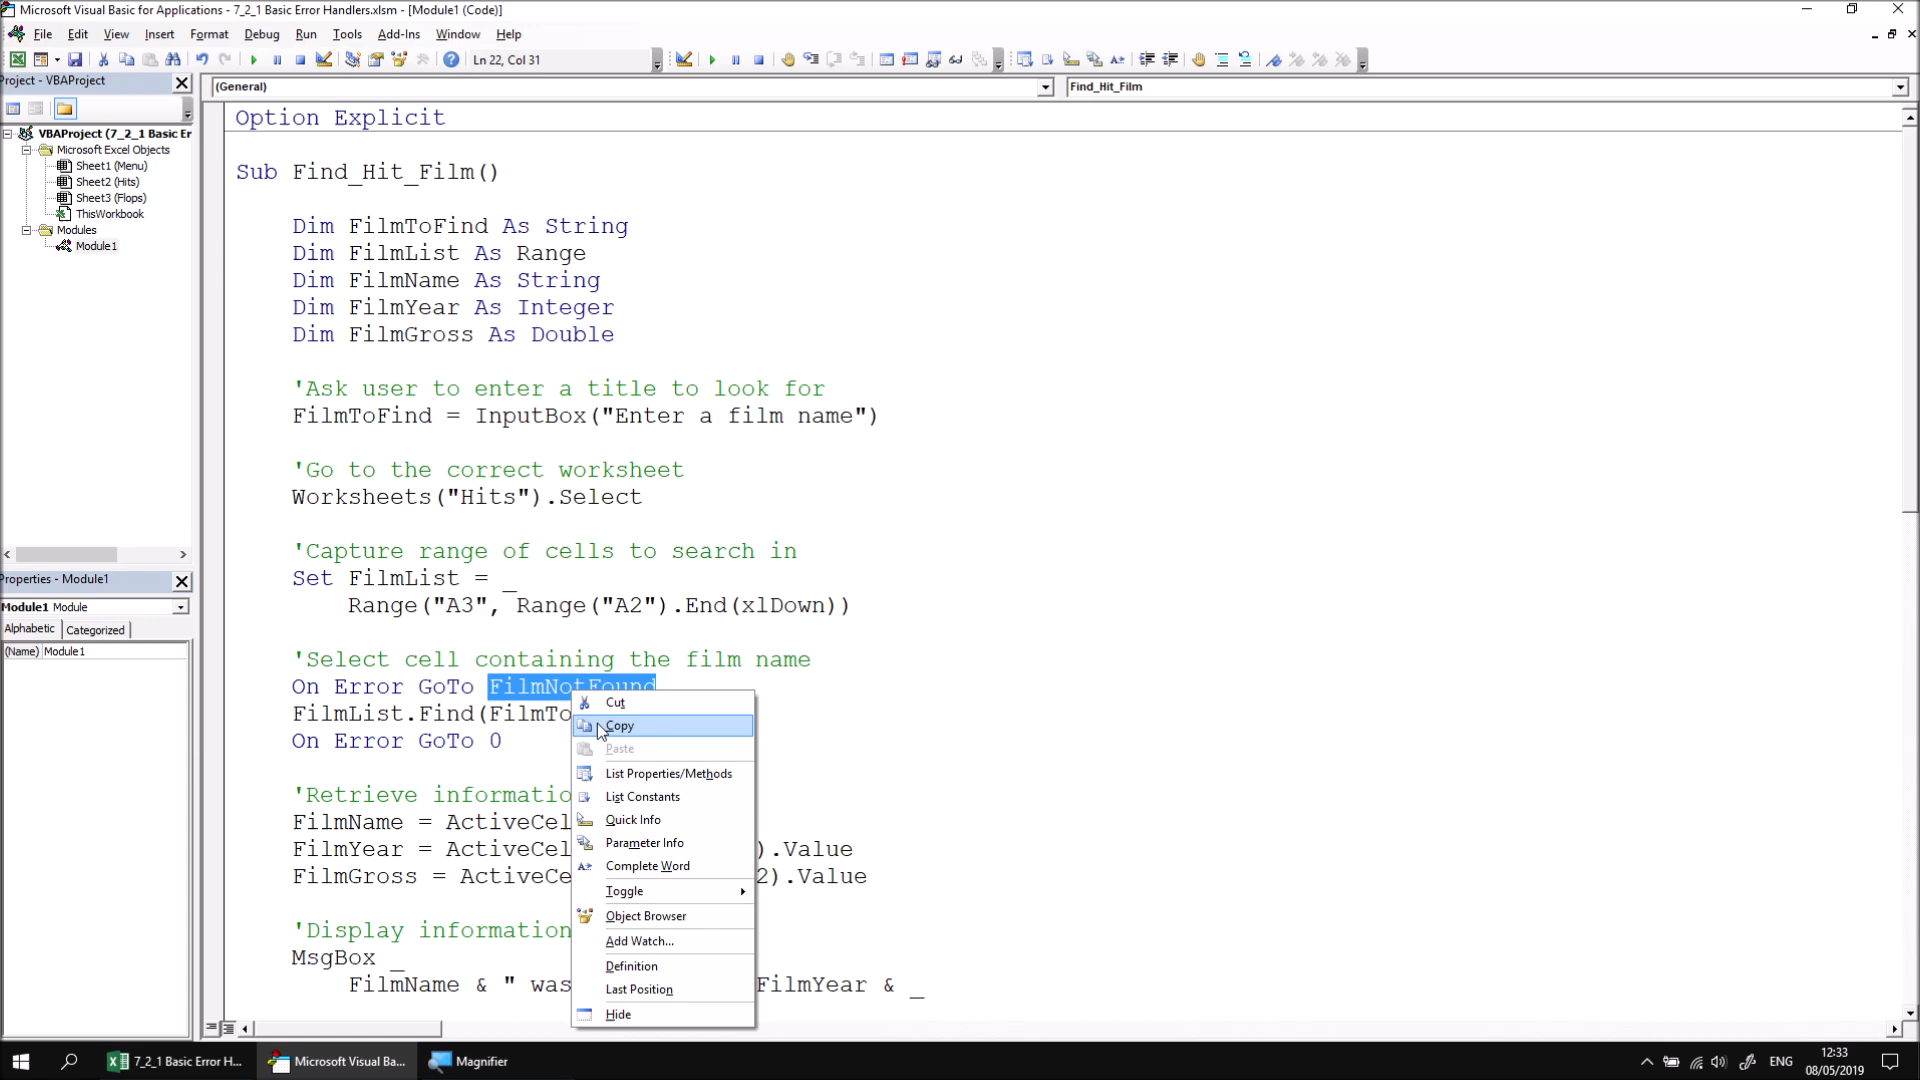 Microsoft Visual Basic for Applications - 7_2_1 Basic Error Handlers.xlsm - [Module1 (Code)]
File Edit View Insert Format Debug Run Tools Add-Ins Window Help
Ln 22, Col 31
Project - VBAProject
(General)
Find_Hit_Film
VBAProject (7_2_1 Basic Er
Microsoft Excel Objects
Sheet1 (Menu)
Sheet2 (Hits)
Sheet3 (Flops)
ThisWorkbook
Modules
Module1
Properties - Module1
Module1 Module
Alphabetic Categorized
(Name) Module1
Option Explicit
Sub Find_Hit_Film()
Dim FilmToFind As String
Dim FilmList As Range
Dim FilmName As String
Dim FilmYear As Integer
Dim FilmGross As Double
'Ask user to enter a title to look for
FilmToFind = InputBox("Enter a film name")
'Go to the correct worksheet
Worksheets("Hits").Select
'Capture range of cells to search in
Set FilmList = _
Range("A3", Range("A2").End(xlDown))
'Select cell containing the film name
On Error GoTo FilmNotFound
FilmList.Find(FilmTo
On Error GoTo 0
'Retrieve informatio
FilmName = ActiveCel
FilmYear = ActiveCel ).Value
FilmGross = ActiveCe 2).Value
'Display information
MsgBox _
FilmName & " was FilmYear & _
Cut
Copy
Paste
List Properties/Methods
List Constants
Quick Info
Parameter Info
Complete Word
Toggle
Object Browser
Add Watch...
Definition
Last Position
Hide
7_2_1 Basic Error H...
Microsoft Visual Ba...
Magnifier
ENG
12:33
08/05/2019